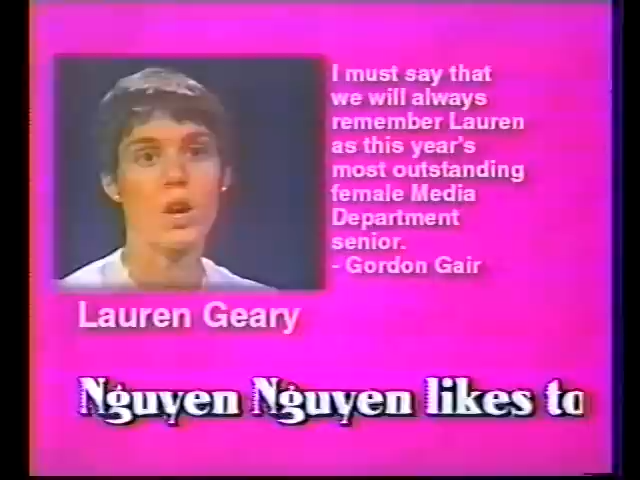 I must say that
we will always
remember Lauren
as this year's
most outstanding
female Media
Department
senior.
- Gordon Gair
Lauren Geary
Nguyen Nguyen likes to